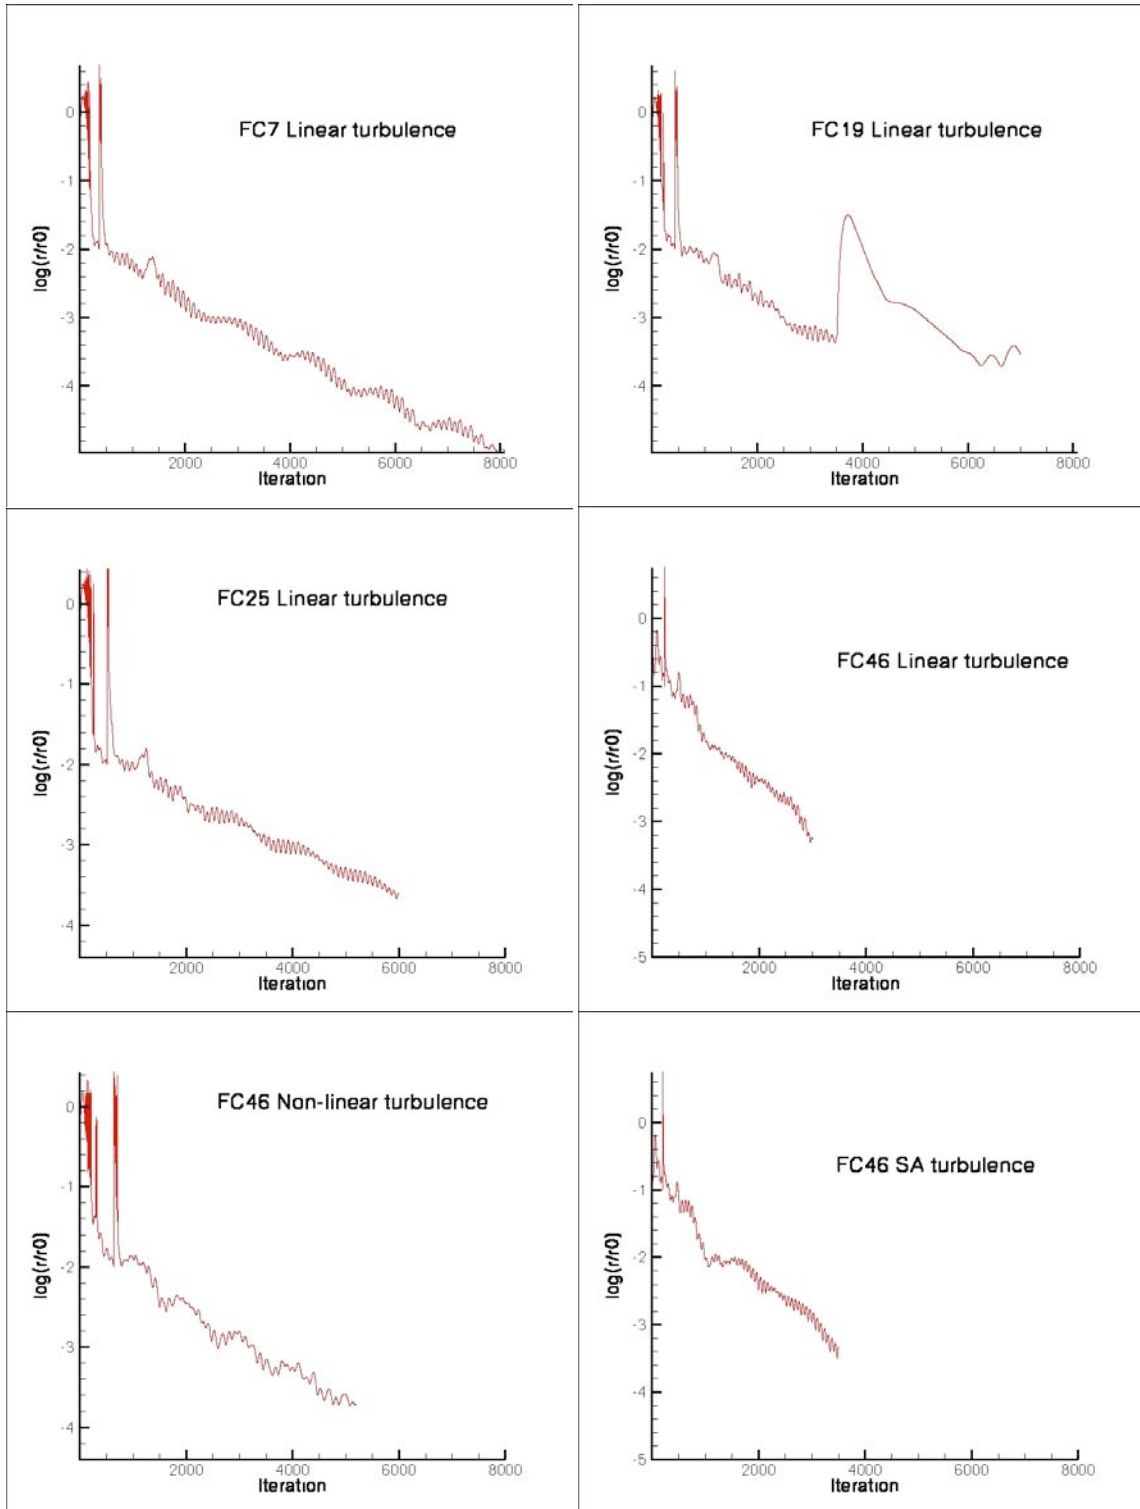 FC7 Linear turbulence
0
-1
-2
-3
-4
log(r/r0)
2000 4000 6000 8000
Iteration
FC19 Linear turbulence
0
-1
-2
-3
-4
log(r/r0)
2000 4000 6000 8000
Iteration
FC25 Linear turbulence
0
-1
-2
-3
-4
log(r/r0)
2000 4000 6000 8000
Iteration
FC46 Linear turbulence
0
-1
-2
-3
-4
-5
log(r/r0)
2000 4000 6000 8000
Iteration
FC46 Non-linear turbulence
0
-1
-2
-3
-4
log(r/r0)
2000 4000 6000 8000
Iteration
FC46 SA turbulence
0
-1
-2
-3
-4
-5
log(r/r0)
2000 4000 6000 8000
Iteration